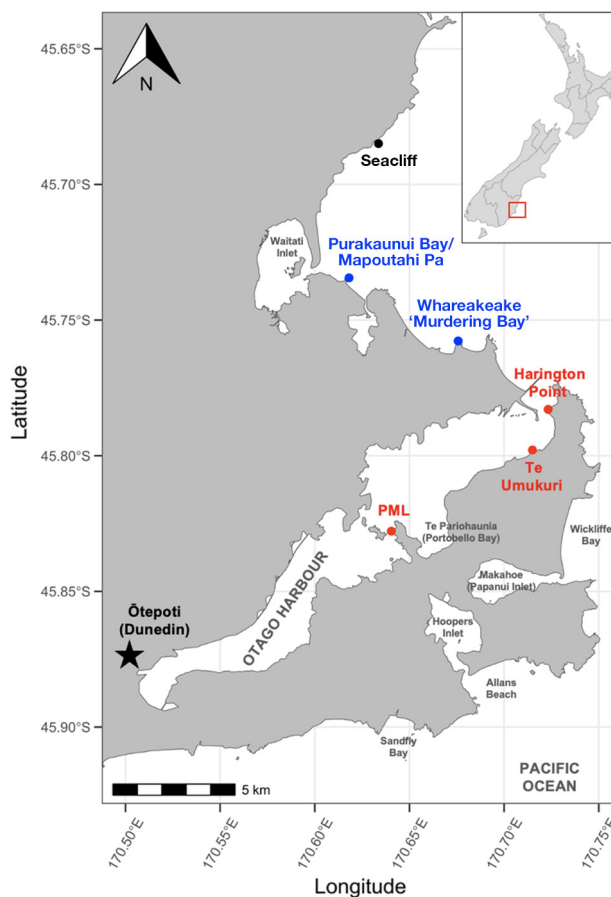 45.65°S
N
Seacliff
45.70°S
Waitati
Inlet
Purakaunui Bay/
Mapoutahi Pa
Whareakeake
'Murdering Bay'
45.75°S
Harington
Point
Latitude
45.80°S
Te
Umukuri
PML
Te Pariohaunia
(Portobello Bay)
Wickliffe
Bay
45.85°S
Makahoe
(Papanui Inlet)
OTAGO HARBOUR
Hoopers
Inlet
Ōtepoti
(Dunedin)
Allans
Beach
45.90°S
Sandfly
Bay
PACIFIC
OCEAN
5 km
170.50°E
170.55°E
170.60°E
170.65°E
170.70°E
170.75°E
Longitude